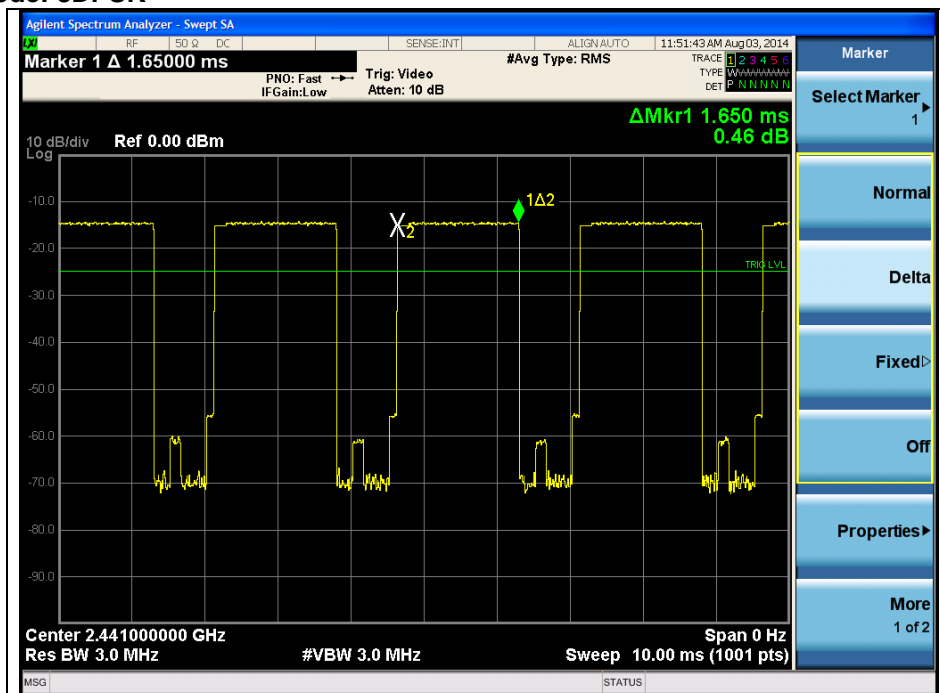 Agilent Spectrum Analyzer - Swept SA
LXI RF 50 Ω DC SENSE:INT ALIGN AUTO 11:51:43 AM Aug 03, 2014
Marker 1 Δ 1.65000 ms
PNO: Fast
IFGain:Low
Trig: Video
Atten: 10 dB
#Avg Type: RMS
TRACE 1 2 3 4 5 6
TYPE WWWWWW
DET P N N N N N
ΔMkr1 1.650 ms
0.46 dB
10 dB/div Ref 0.00 dBm
Log
-10.0
-20.0
-30.0
-40.0
-50.0
-60.0
-70.0
-80.0
-90.0
X2
1Δ2
TRIG LVL
Center 2.441000000 GHz
Span 0 Hz
Res BW 3.0 MHz
#VBW 3.0 MHz
Sweep 10.00 ms (1001 pts)
MSG
STATUS
Marker
Select Marker
1
Normal
Delta
Fixed
Off
Properties
More
1 of 2